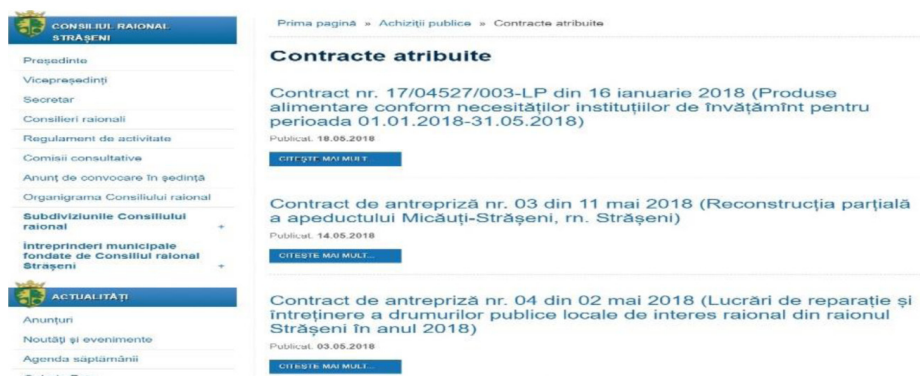 CONSILIUL RAIONAL
STRĂȘENI
Președinte
Vicepreședinți
Secretar
Consilieri raionali
Regulament de activitate
Comisii consultative
Anunț de convocare în ședință
Organigrama Consiliului raional
Subdiviziunile Consiliului
raional +
Întreprinderi municipale
fondate de Consiliul raional
Strășeni +
ACTUALITĂȚI
Anunțuri
Noutăți și evenimente
Agenda săptămânii
Prima pagină » Achiziții publice » Contracte atribuite
Contracte atribuite
Contract nr. 17/04527/003-LP din 16 ianuarie 2018 (Produse
alimentare conform necesităților instituțiilor de învățămînt pentru
perioada 01.01.2018-31.05.2018)
Publicat. 18.05.2018
CITEȘTE MAI MULT...
Contract de antrepriză nr. 03 din 11 mai 2018 (Reconstrucția parțială
a apeductului Micăuți-Strășeni, rn. Strășeni)
Publicat. 14.05.2018
CITEȘTE MAI MULT...
Contract de antrepriză nr. 04 din 02 mai 2018 (Lucrări de reparație și
întreținere a drumurilor publice locale de interes raional din raionul
Strășeni în anul 2018)
Publicat. 03.05.2018
CITEȘTE MAI MULT...